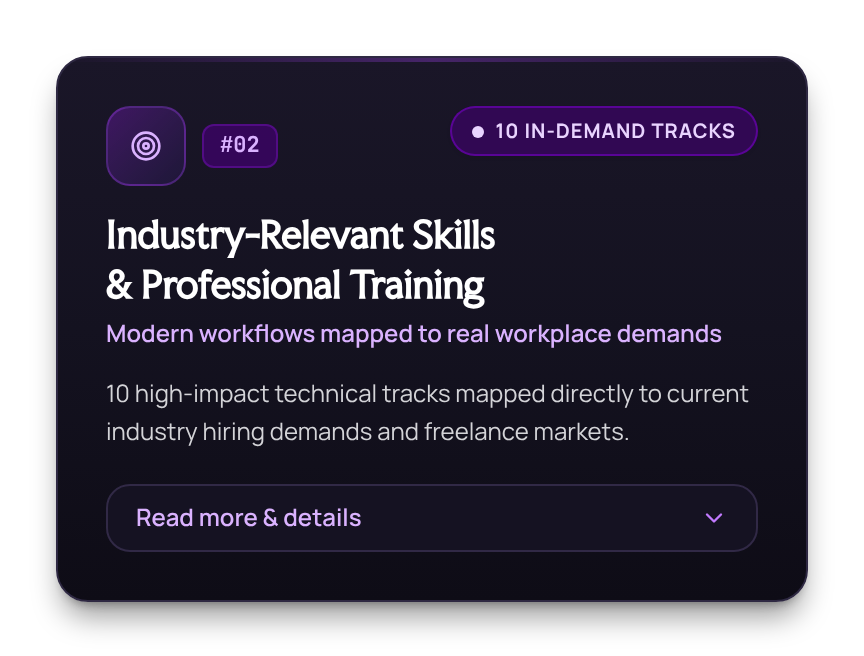 #02
10 IN-DEMAND TRACKS
Industry-Relevant Skills
& Professional Training
Modern workflows mapped to real workplace demands
10 high-impact technical tracks mapped directly to current
industry hiring demands and freelance markets.
Read more & details